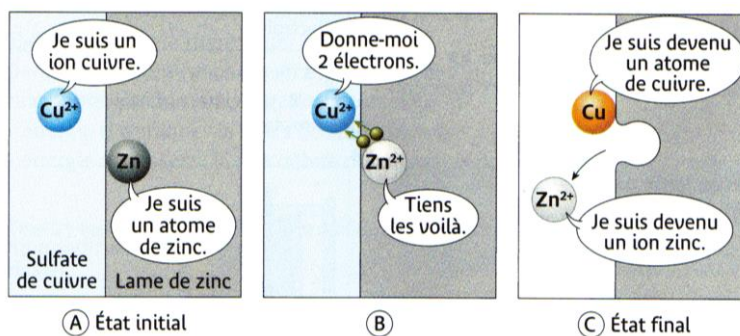 Je suis un
ion cuivre.
Cu²⁺
Zn
Je suis
un atome
de zinc.
Sulfate
de cuivre
Lame de zinc
A État initial
Donne-moi
2 électrons.
Cu²⁺
Zn²⁺
Tiens
les voilà.
B
Je suis devenu
un atome
de cuivre.
Cu
Zn²⁺
Je suis devenu
un ion zinc.
C État final